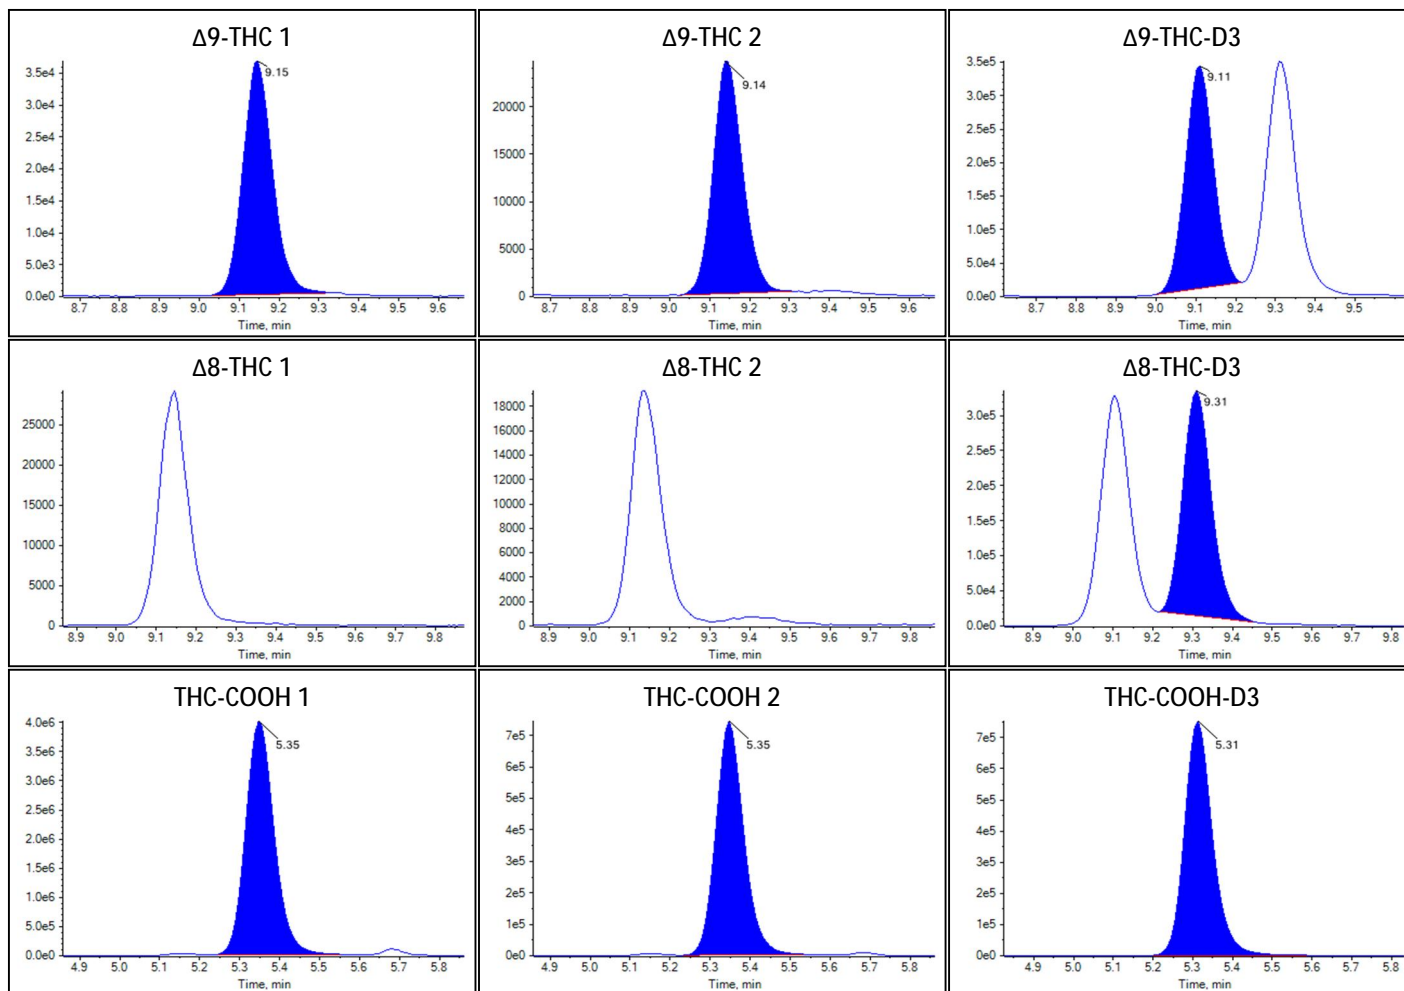 Δ9-THC 1
3.5e4
3.0e4
2.5e4
2.0e4
1.5e4
1.0e4
5.0e3
0.0e0
9.15
8.7 8.8 8.9 9.0 9.1 9.2 9.3 9.4 9.5 9.6
Time, min
Δ9-THC 2
20000
15000
10000
5000
0
9.14
8.7 8.8 8.9 9.0 9.1 9.2 9.3 9.4 9.5 9.6
Time, min
Δ9-THC-D3
3.5e5
3.0e5
2.5e5
2.0e5
1.5e5
1.0e5
5.0e4
0.0e0
9.11
8.7 8.8 8.9 9.0 9.1 9.2 9.3 9.4 9.5
Time, min
Δ8-THC 1
25000
20000
15000
10000
5000
0
8.9 9.0 9.1 9.2 9.3 9.4 9.5 9.6 9.7 9.8
Time, min
Δ8-THC 2
18000
16000
14000
12000
10000
8000
6000
4000
2000
0
8.9 9.0 9.1 9.2 9.3 9.4 9.5 9.6 9.7 9.8
Time, min
Δ8-THC-D3
3.0e5
2.5e5
2.0e5
1.5e5
1.0e5
5.0e4
0.0e0
9.31
8.9 9.0 9.1 9.2 9.3 9.4 9.5 9.6 9.7 9.8
Time, min
THC-COOH 1
4.0e6
3.5e6
3.0e6
2.5e6
2.0e6
1.5e6
1.0e6
5.0e5
0.0e0
5.35
4.9 5.0 5.1 5.2 5.3 5.4 5.5 5.6 5.7 5.8
Time, min
THC-COOH 2
7e5
6e5
5e5
4e5
3e5
2e5
1e5
0e0
5.35
4.9 5.0 5.1 5.2 5.3 5.4 5.5 5.6 5.7 5.8
Time, min
THC-COOH-D3
7e5
6e5
5e5
4e5
3e5
2e5
1e5
0e0
5.31
4.9 5.0 5.1 5.2 5.3 5.4 5.5 5.6 5.7 5.8
Time, min